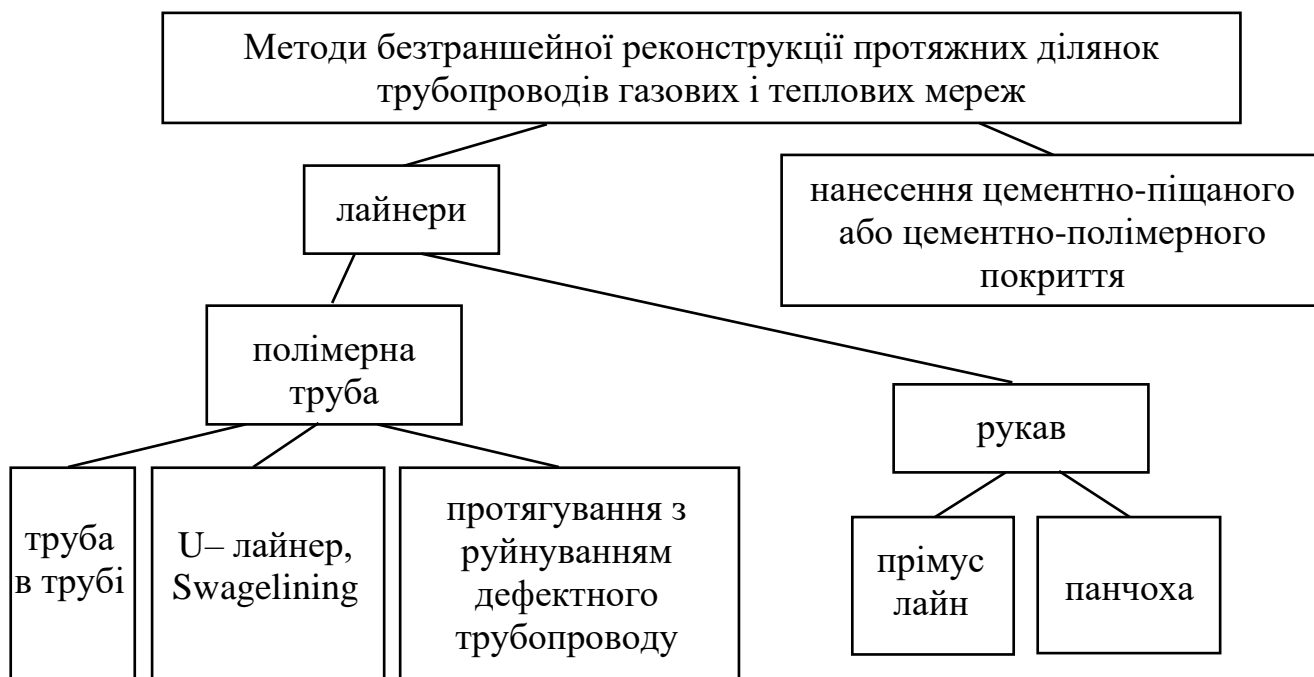 Методи безтраншейної реконструкції протяжних ділянок
трубопроводів газових і теплових мереж
лайнери
нанесення цементно-піщаного
або цементно-полімерного
покриття
полімерна
труба
рукав
труба
в трубі
U– лайнер,
Swagelining
протягування з
руйнуванням
дефектного
трубопроводу
прімус
лайн
панчоха